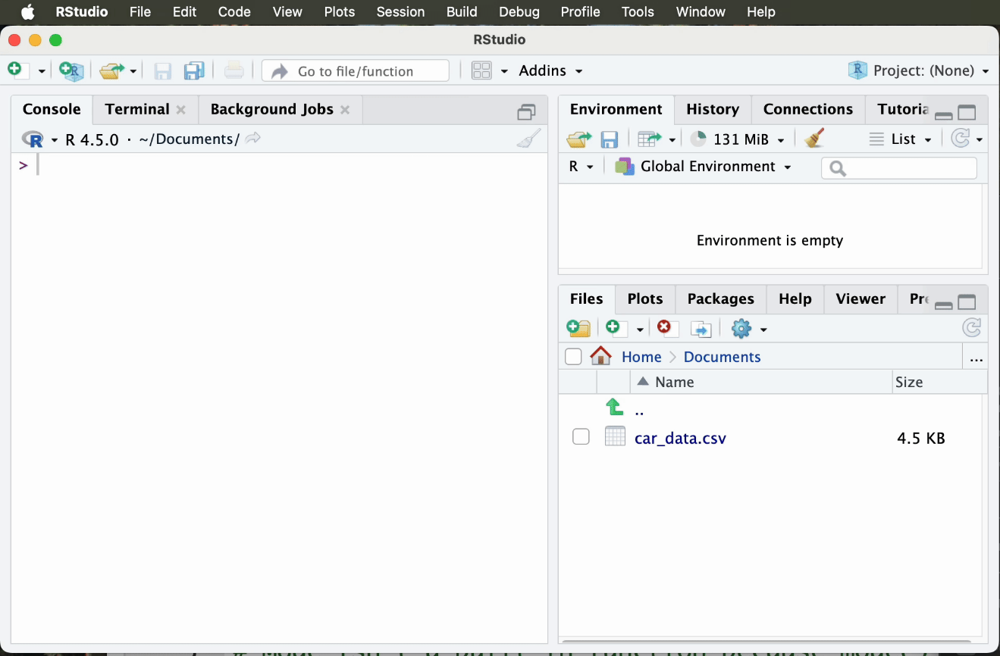 RStudio File Edit Code View Plots Session Build Debug Profile Tools Window Help
RStudio
Go to file/function Addins R Project: (None)
Console Terminal Background Jobs
R 4.5.0 · ~/Documents/
>
Environment History Connections Tutoria
131 MiB List
R Global Environment
Environment is empty
Files Plots Packages Help Viewer Pre
Home Documents ...
Name Size
..
car_data.csv 4.5 KB